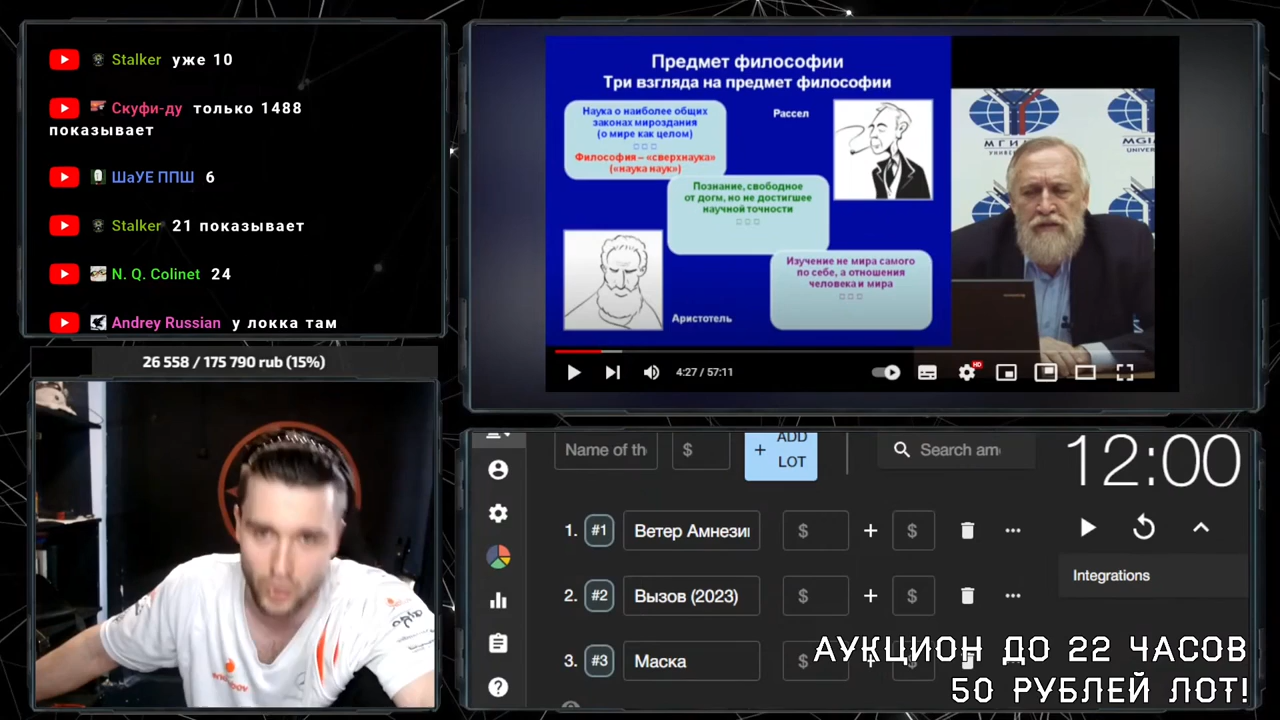 Stalker уже 10
Скуфи-ду только 1488
показывает
ШаУЕ ППШ 6
Stalker 21 показывает
N. Q. Colinet 24
Andrey Russian у локка там
26 558 / 175 790 rub (15%)
Предмет философии
Три взгляда на предмет философии
Наука о наиболее общих
законах мироздания
(о мире как целом)
Философия – «сверхнаука»
(«наука наук»)
Рассел
Познание, свободное
от догм, но не достигшее
научной точности
Изучение не мира самого
по себе, а отношения
человека и мира
Аристотель
МГИМ
MGI
UNIVER
4:27 / 57:11
HD
Name of th
$
+ ADD
LOT
Search am
12:00
1. #1 Ветер Амнези $ + $
2. #2 Вызов (2023) $ + $
3. #3 Маска $
Integrations
АУКЦИОН ДО 22 ЧАСОВ
50 РУБЛЕЙ ЛОТ!